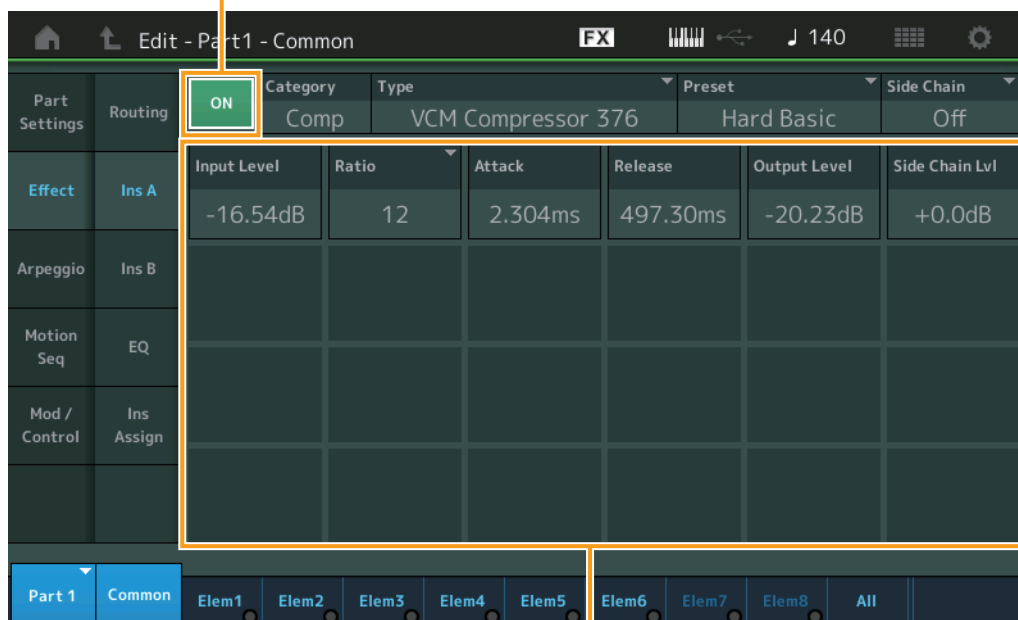 Edit - Part1 - Common FX 140
Part Settings
Routing
ON
Category
Comp
Type
VCM Compressor 376
Preset
Hard Basic
Side Chain
Off
Effect
Ins A
Input Level
-16.54dB
Ratio
12
Attack
2.304ms
Release
497.30ms
Output Level
-20.23dB
Side Chain Lvl
+0.0dB
Arpeggio
Ins B
Motion Seq
EQ
Mod / Control
Ins Assign
Part 1 Common Elem1 Elem2 Elem3 Elem4 Elem5 Elem6 Elem7 Elem8 All